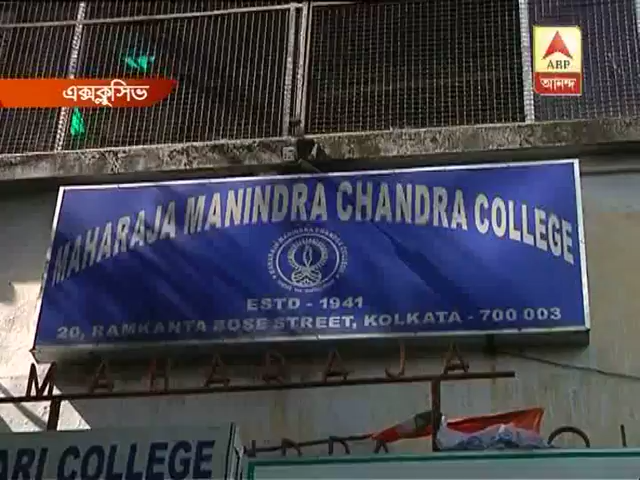 ABP
আনন্দ
এক্সক্লুসিভ
MAHARAJA MANINDRA CHANDRA COLLEGE
ESTD - 1941
20, RAMKANTA BOSE STREET, KOLKATA - 700 003
MAHARAJA
ARI COLLEGE